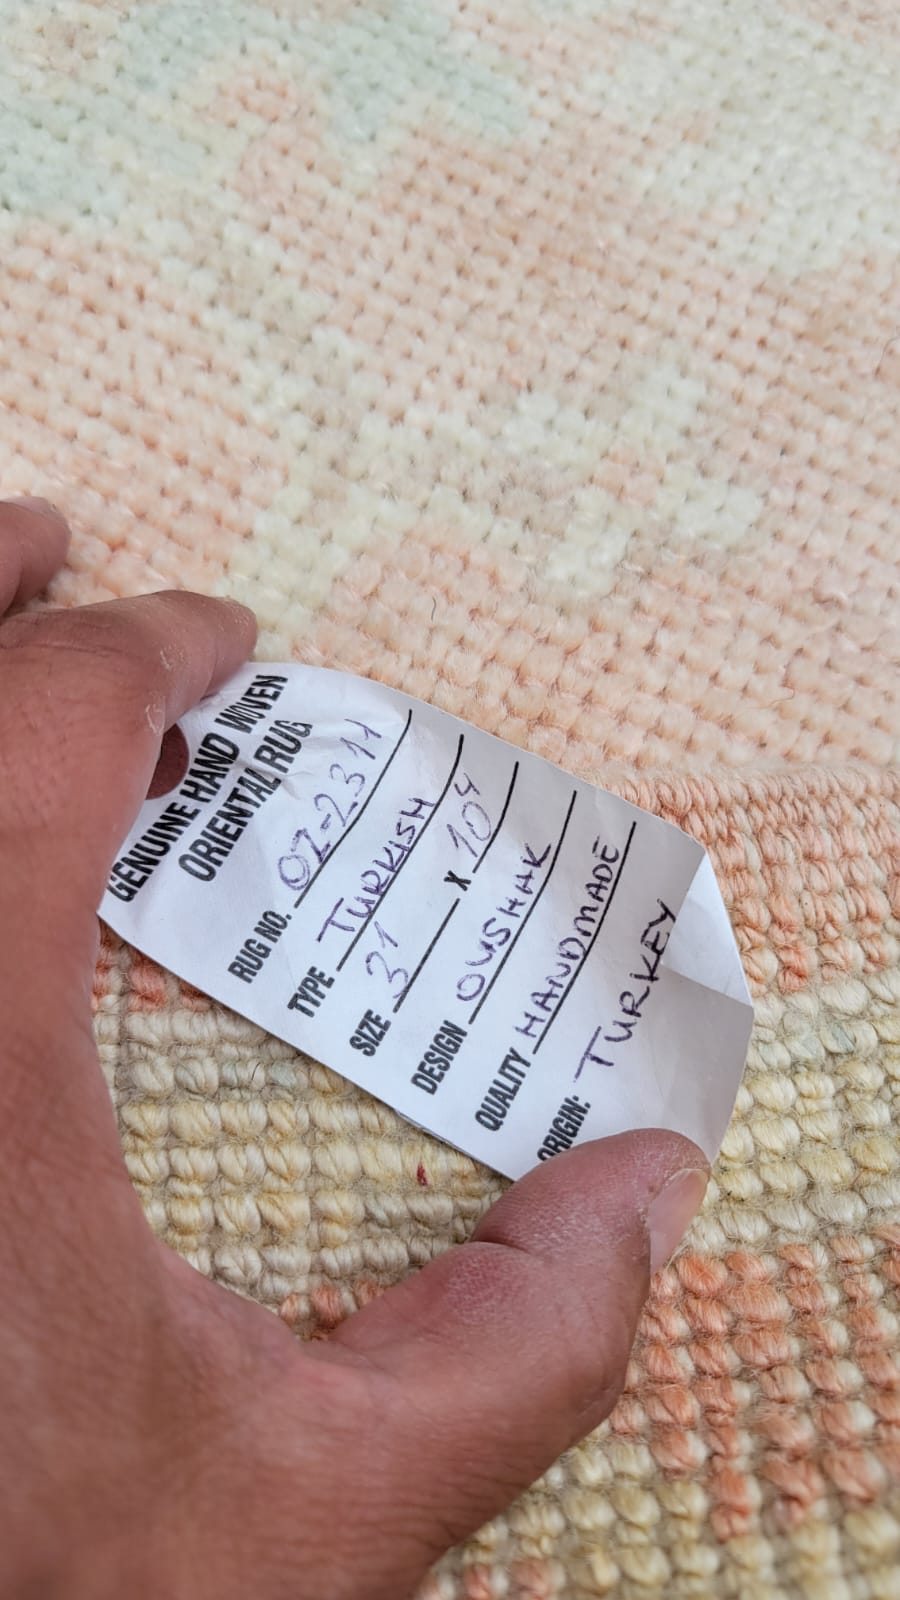 GENUINE HAND WOVEN
ORIENTAL RUG
RUG NO. OZ-2311
TYPE TURKISH
SIZE 3¹ x 10⁴
DESIGN OUSHAK
QUALITY HANDMADE
ORIGIN: TURKEY